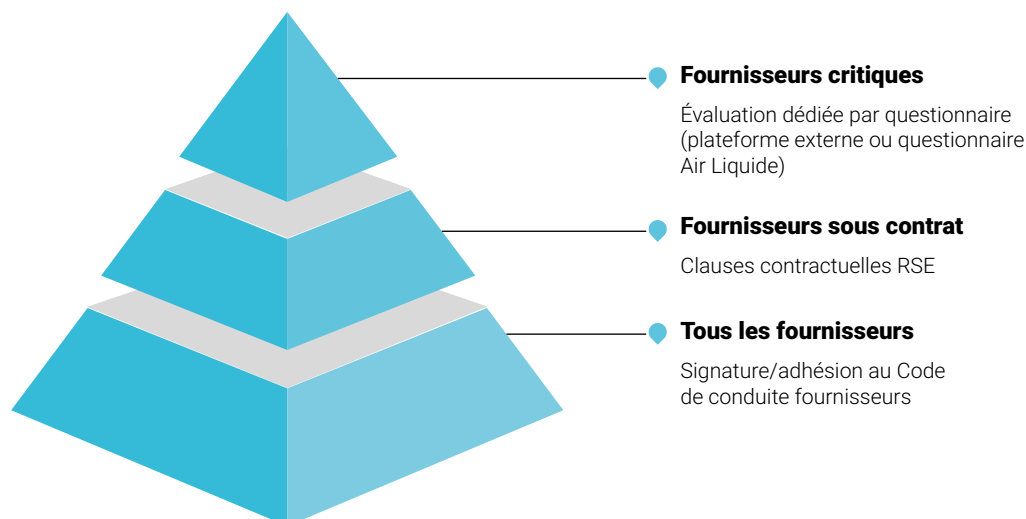 Fournisseurs critiques
Évaluation dédiée par questionnaire
(plateforme externe ou questionnaire
Air Liquide)
Fournisseurs sous contrat
Clauses contractuelles RSE
Tous les fournisseurs
Signature/adhésion au Code
de conduite fournisseurs